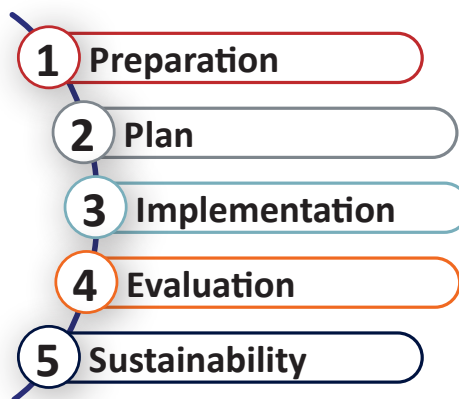 1 Preparation
2 Plan
3 Implementation
4 Evaluation
5 Sustainability